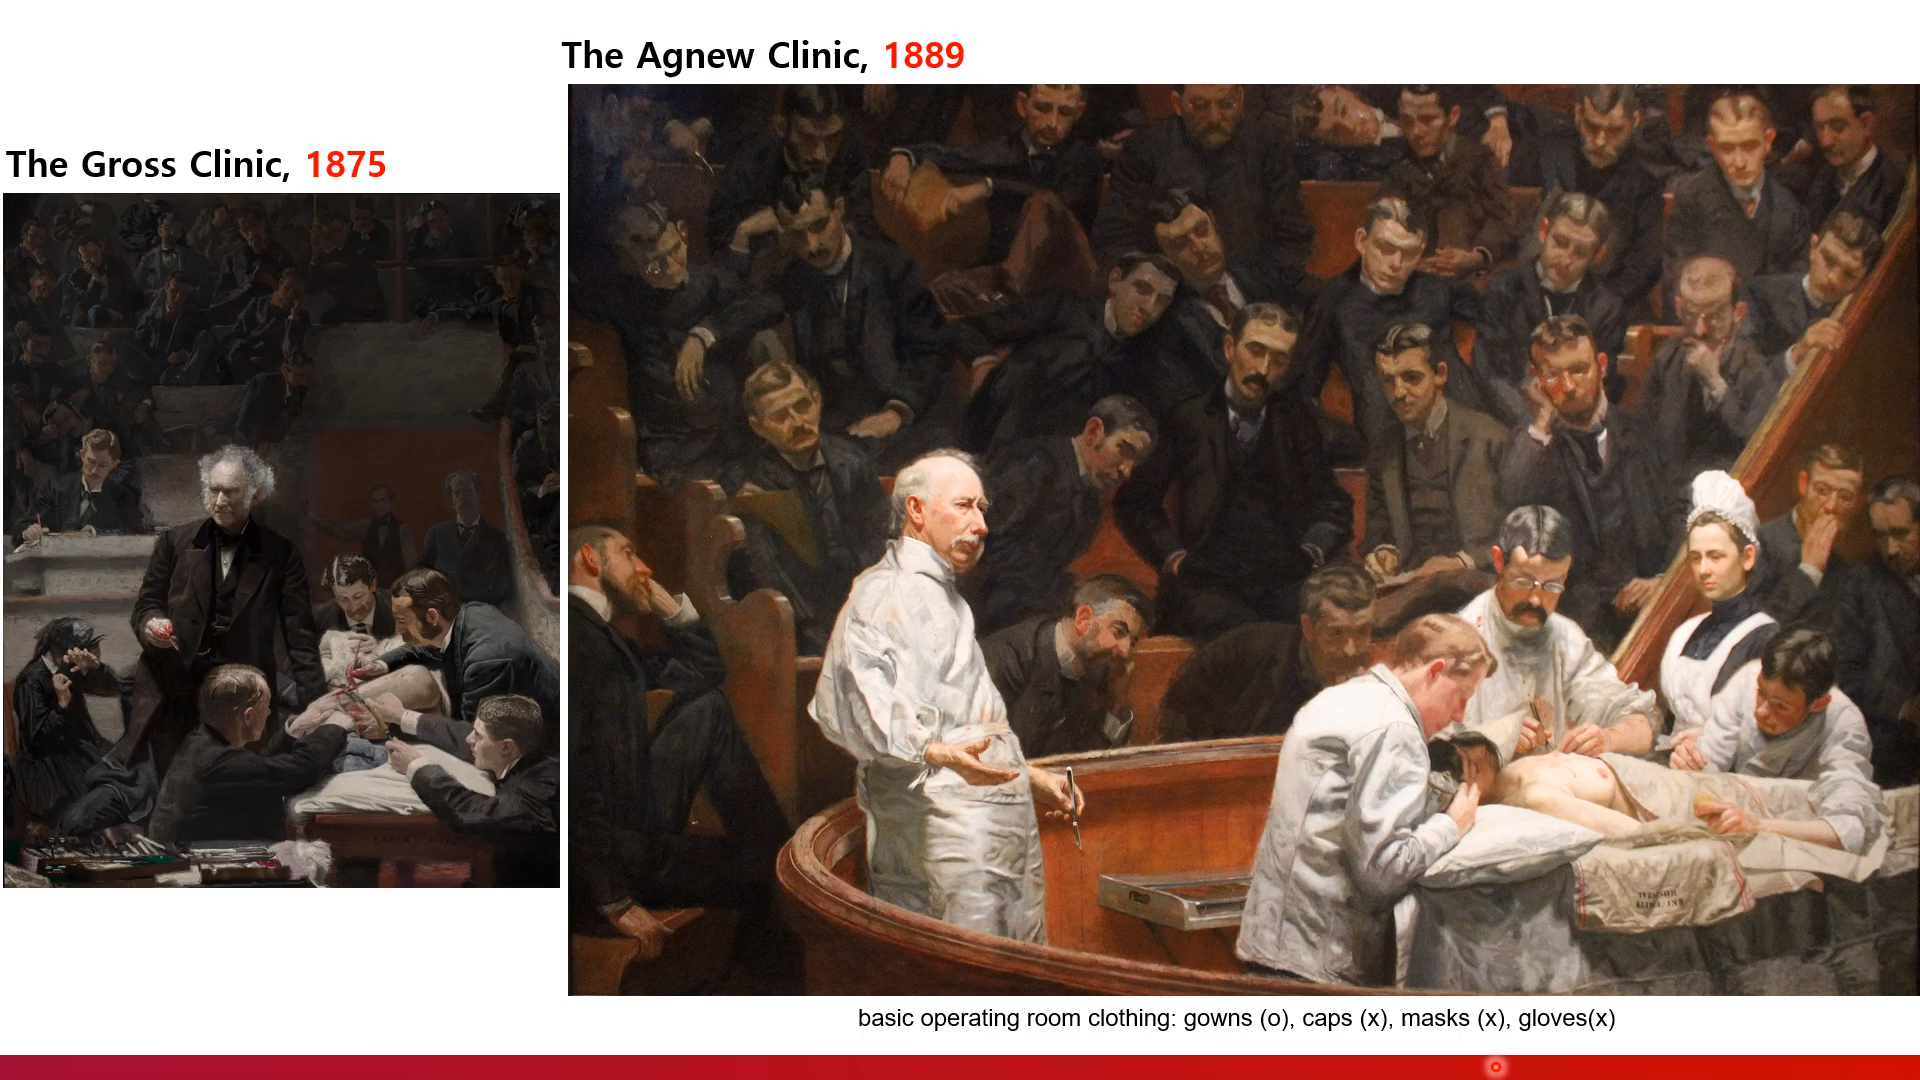 The Agnew Clinic, 1889
The Gross Clinic, 1875
basic operating room clothing: gowns (o), caps (x), masks (x), gloves(x)